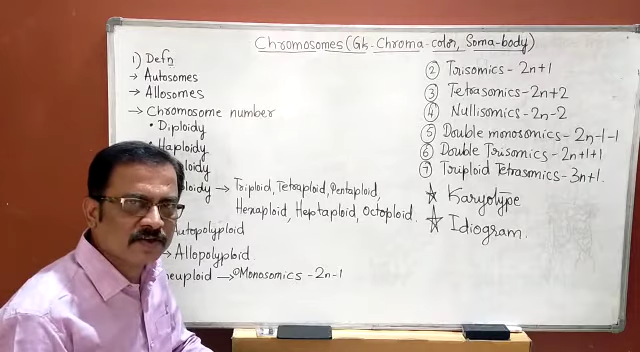 Chromosomes (Gk-Chroma-color, Soma-body)
1) Defn
→ Autosomes
→ Allosomes
→ Chromosome number
• Diploidy
• Haploidy
→ Triploid, Tetraploid, Pentaploid,
Hexaploid, Heptaploid, Octoploid.
Autopolyploid
→ Allopolyploid
→ ① Monosomics - 2n-1
② Trisomics - 2n+1
③ Tetrasomics - 2n+2
④ Nullisomics - 2n-2
⑤ Double monosomics - 2n-1-1
⑥ Double Trisomics - 2n+1+1
⑦ Triploid Tetrasomics - 3n+1.
☆ Karyotype
☆ Idiogram.